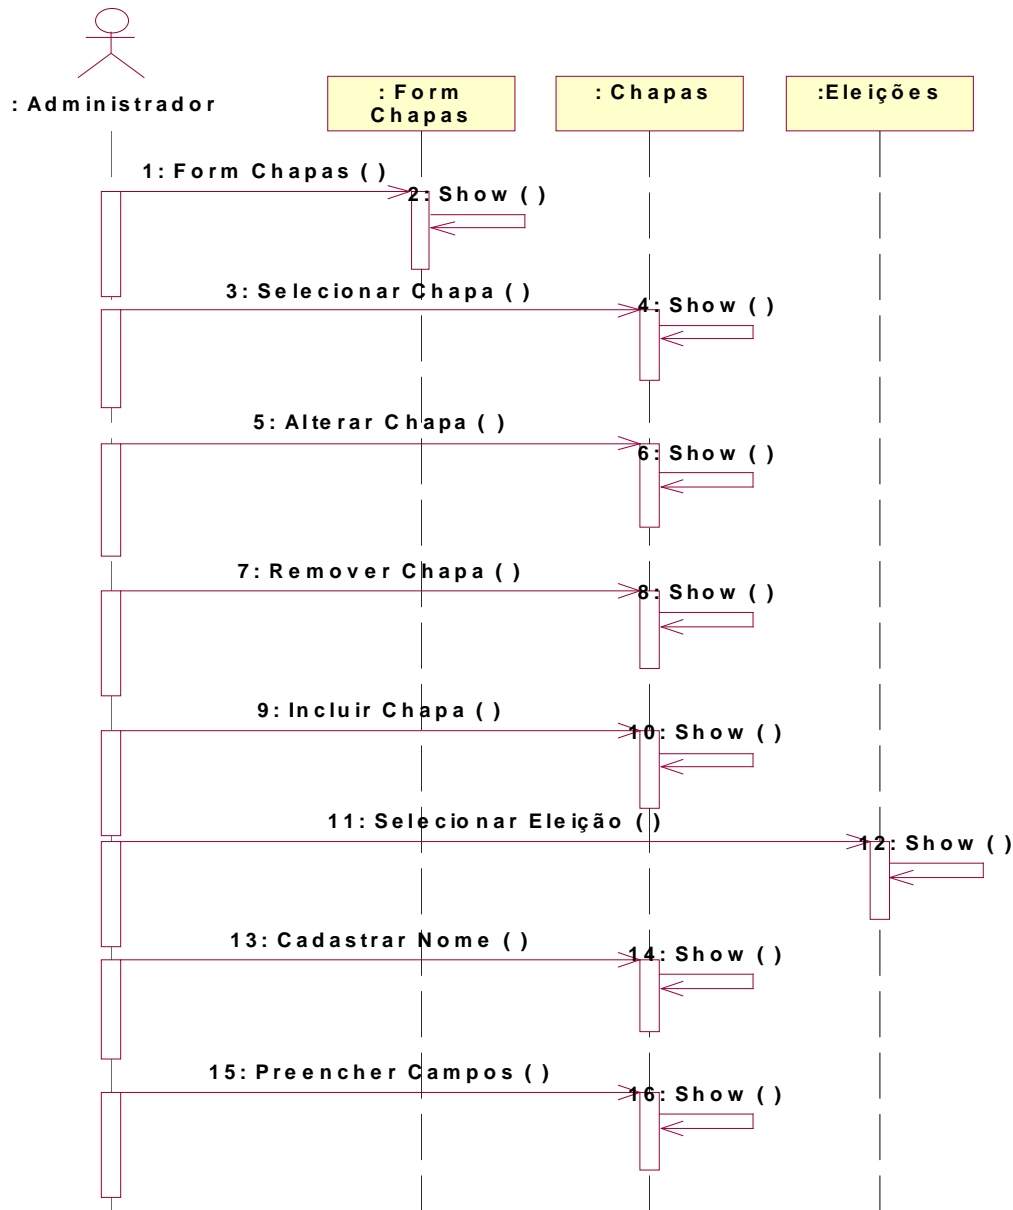 : Administrador
: Form
Chapas
: Chapas
:Eleições
1: Form Chapas ( )
2: Show ( )
3: Selecionar Chapa ( )
4: Show ( )
5: Alterar Chapa ( )
6: Show ( )
7: Remover Chapa ( )
8: Show ( )
9: Incluir Chapa ( )
10: Show ( )
11: Selecionar Eleição ( )
12: Show ( )
13: Cadastrar Nome ( )
14: Show ( )
15: Preencher Campos ( )
16: Show ( )